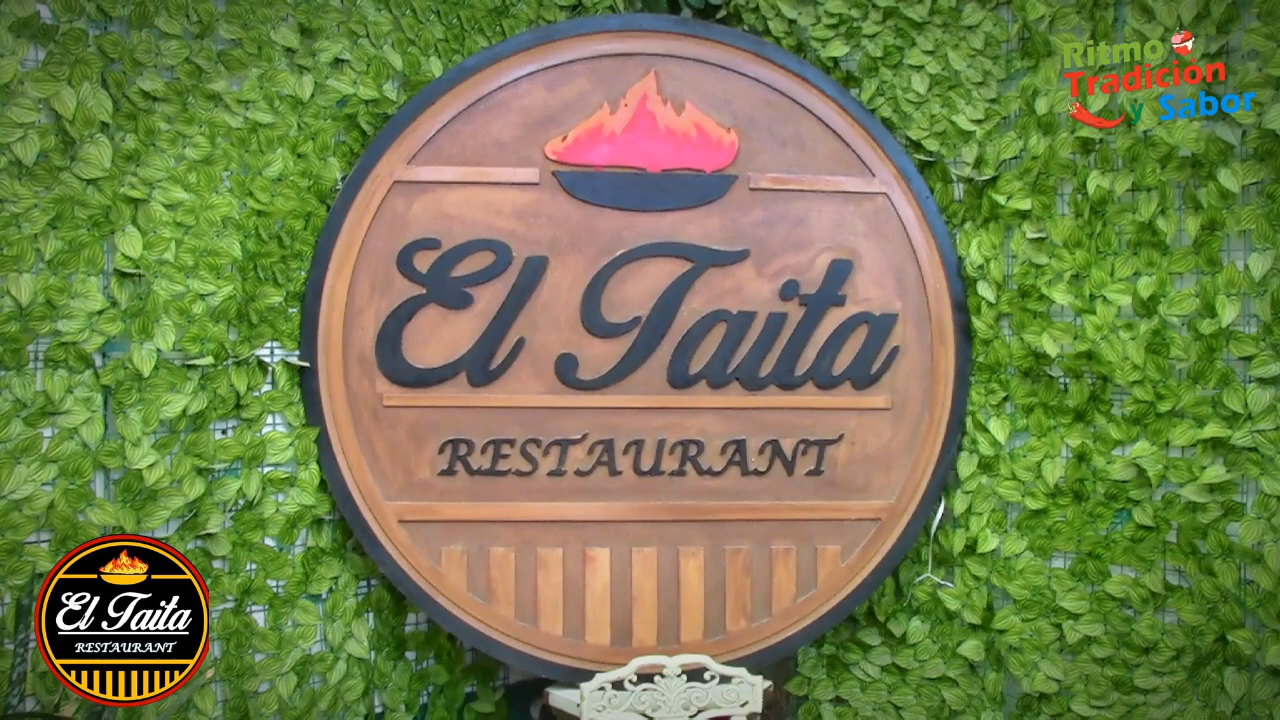 Ritmo
Tradición
y Sabor
El Taita
RESTAURANT
El Taita
RESTAURANT